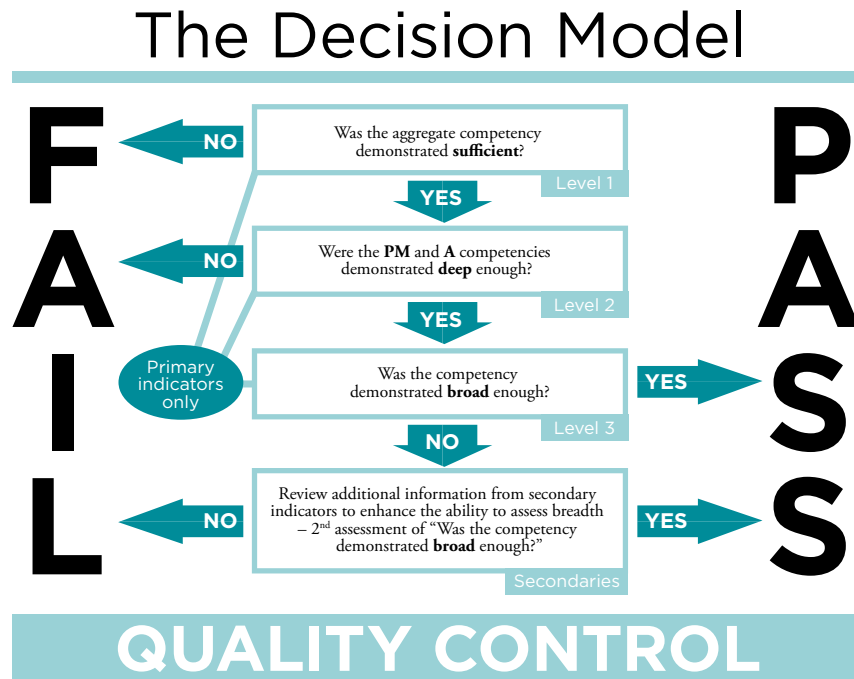 The Decision Model
FAIL
PASS
NO
Was the aggregate competency
demonstrated sufficient?
Level 1
YES
NO
Were the PM and A competencies
demonstrated deep enough?
Level 2
YES
Primary
indicators
only
Was the competency
demonstrated broad enough?
YES
Level 3
NO
NO
Review additional information from secondary
indicators to enhance the ability to assess breadth
– 2nd assessment of “Was the competency
demonstrated broad enough?”
YES
Secondaries
QUALITY CONTROL